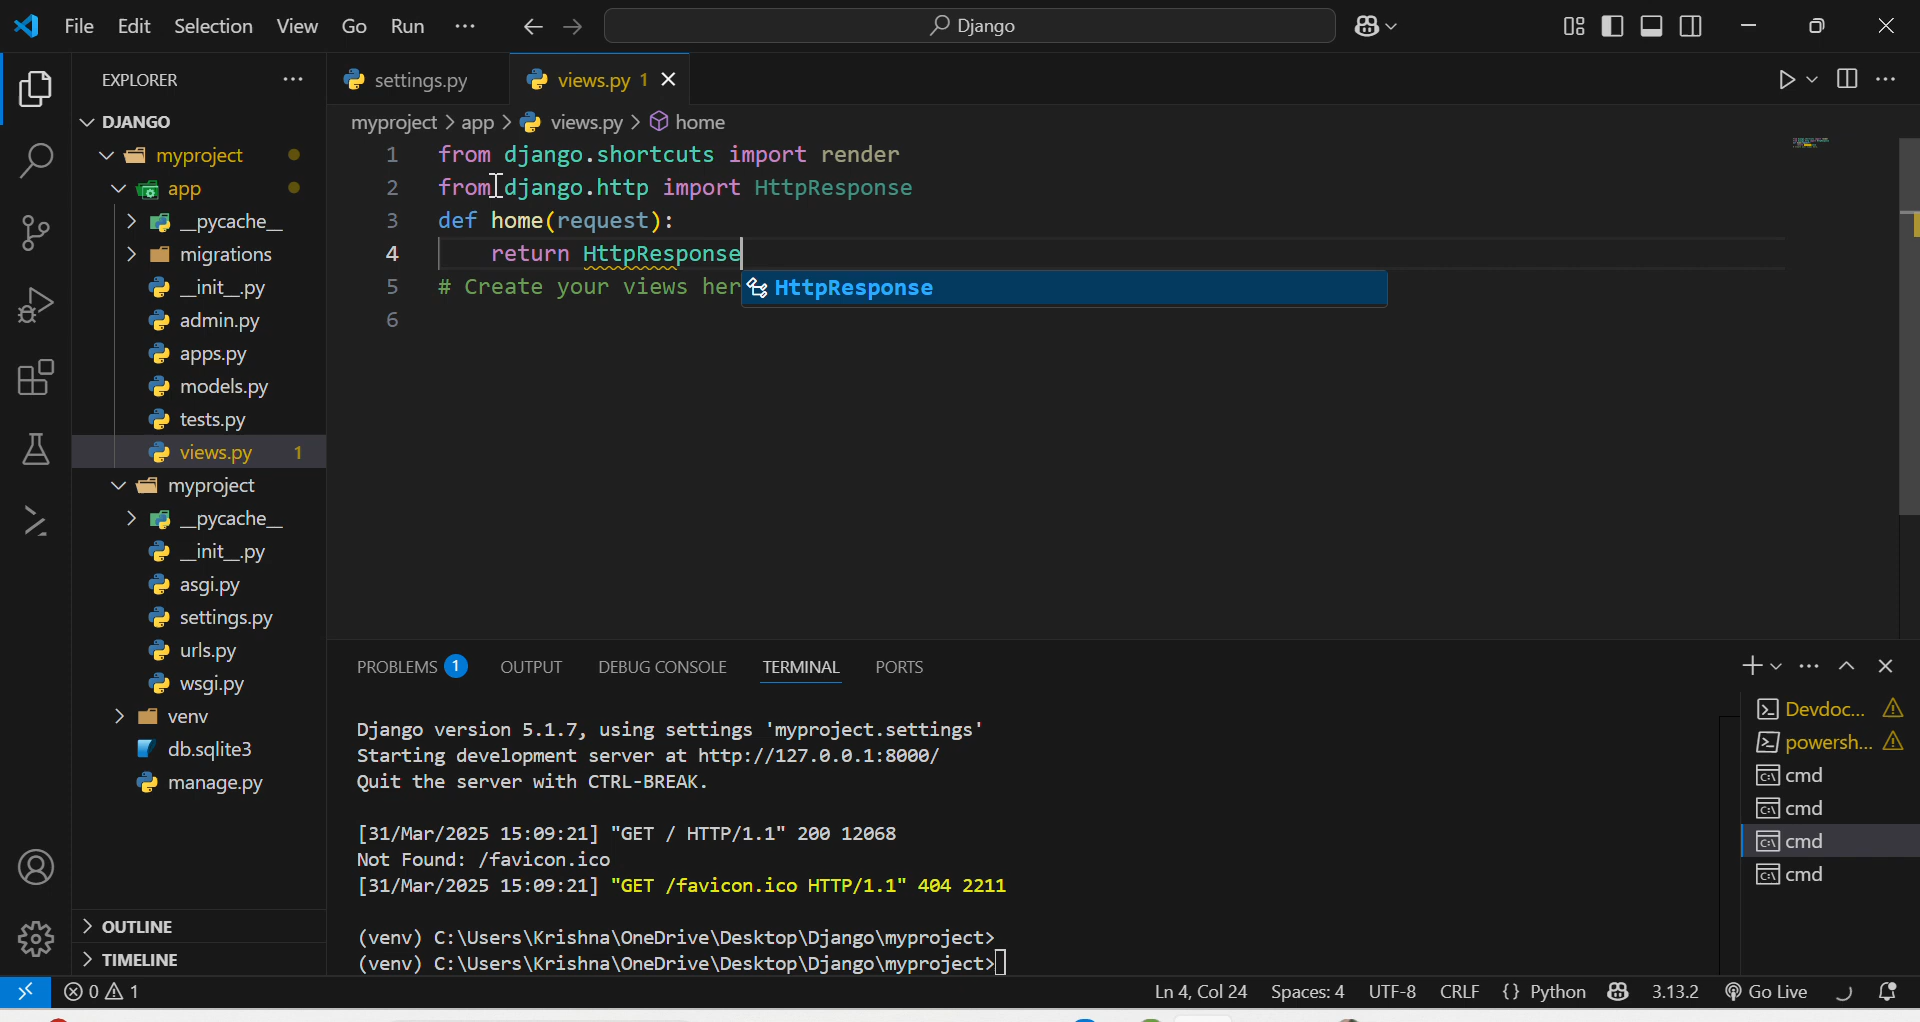 File Edit Selection View Go Run ··· Django
EXPLORER ···
settings.py
views.py 1
DJANGO
myproject
app
__pycache__
migrations
__init__.py
admin.py
apps.py
models.py
tests.py
views.py 1
myproject
__pycache__
__init__.py
asgi.py
settings.py
urls.py
wsgi.py
venv
db.sqlite3
manage.py
OUTLINE
TIMELINE
myproject > app > views.py > home
1 from django.shortcuts import render
2 from django.http import HttpResponse
3 def home(request):
4 return HttpResponse
HttpResponse
5 # Create your views her
6
PROBLEMS 1 OUTPUT DEBUG CONSOLE TERMINAL PORTS
Django version 5.1.7, using settings 'myproject.settings'
Starting development server at http://127.0.0.1:8000/
Quit the server with CTRL-BREAK.
[31/Mar/2025 15:09:21] "GET / HTTP/1.1" 200 12068
Not Found: /favicon.ico
[31/Mar/2025 15:09:21] "GET /favicon.ico HTTP/1.1" 404 2211
(venv) C:\Users\Krishna\OneDrive\Desktop\Django\myproject>
(venv) C:\Users\Krishna\OneDrive\Desktop\Django\myproject>
Devdoc...
powersh...
cmd
cmd
cmd
cmd
0 1 Ln 4, Col 24 Spaces: 4 UTF-8 CRLF {} Python 3.13.2 Go Live